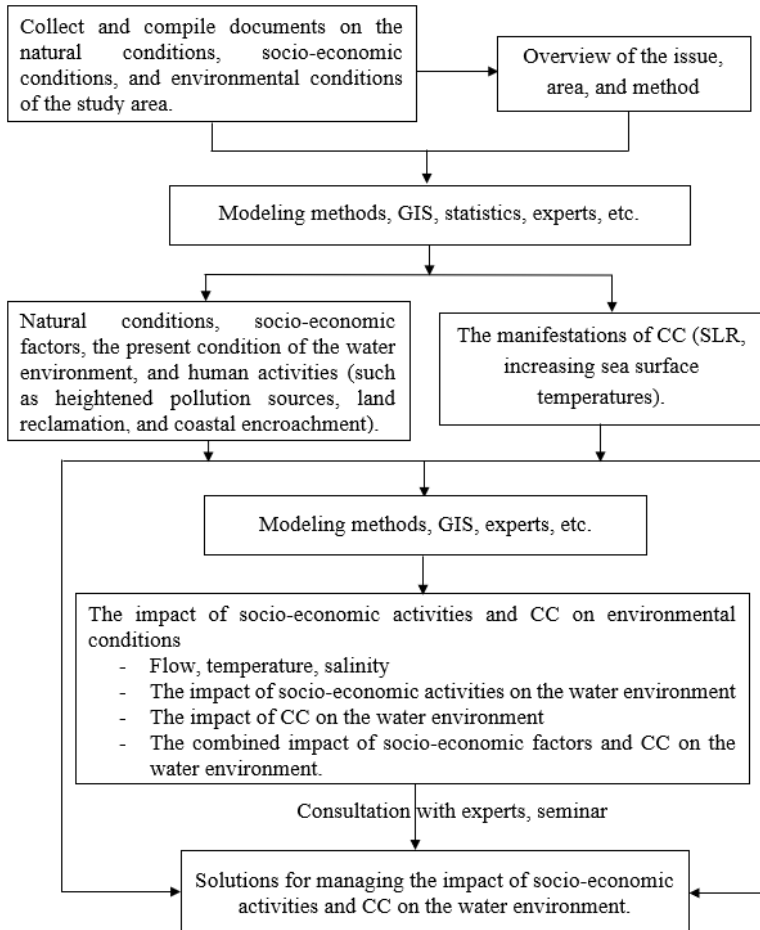 Collect and compile documents on the
natural conditions, socio-economic
conditions, and environmental conditions
of the study area.
Overview of the issue,
area, and method
Modeling methods, GIS, statistics, experts, etc.
Natural conditions, socio-economic
factors, the present condition of the water
environment, and human activities (such
as heightened pollution sources, land
reclamation, and coastal encroachment).
The manifestations of CC (SLR,
increasing sea surface
temperatures).
Modeling methods, GIS, experts, etc.
The impact of socio-economic activities and CC on environmental
conditions
- Flow, temperature, salinity
- The impact of socio-economic activities on the water environment
- The impact of CC on the water environment
- The combined impact of socio-economic factors and CC on the
water environment.
Consultation with experts, seminar
Solutions for managing the impact of socio-economic
activities and CC on the water environment.